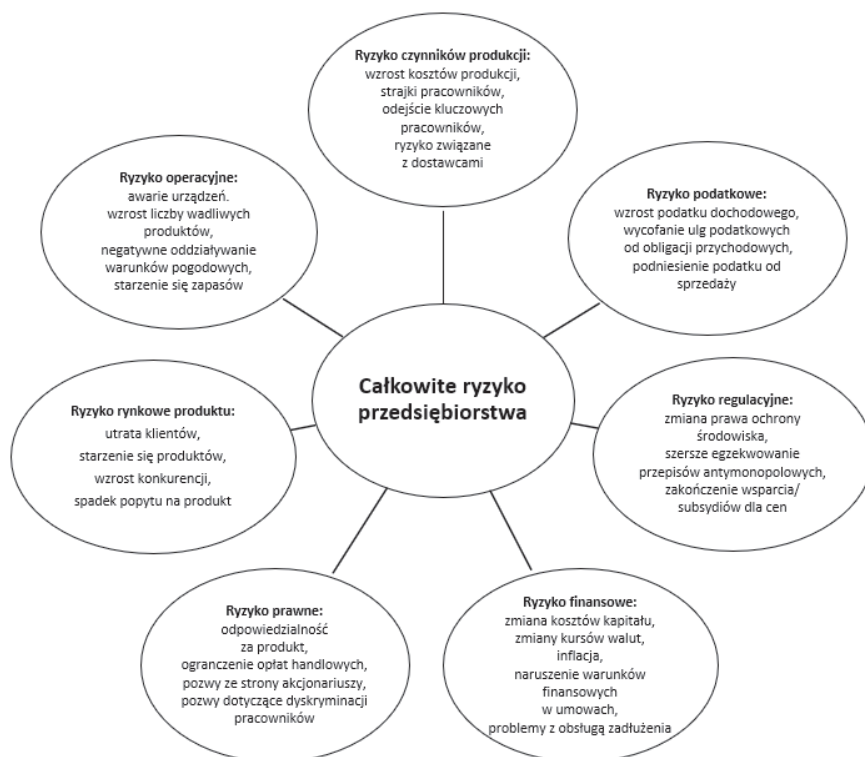 Ryzyko czynników produkcji:
wzrost kosztów produkcji,
strajki pracowników,
odejście kluczowych
pracowników,
ryzyko związane
z dostawcami
Ryzyko operacyjne:
awarie urządzeń.
wzrost liczby wadliwych
produktów,
negatywne oddziaływanie
warunków pogodowych,
starzenie się zapasów
Ryzyko podatkowe:
wzrost podatku dochodowego,
wycofanie ulg podatkowych
od obligacji przychodowych,
podniesienie podatku od
sprzedaży
Całkowite ryzyko
przedsiębiorstwa
Ryzyko rynkowe produktu:
utrata klientów,
starzenie się produktów,
wzrost konkurencji,
spadek popytu na produkt
Ryzyko regulacyjne:
zmiana prawa ochrony
środowiska,
szersze egzekwowanie
przepisów antymonopolowych,
zakończenie wsparcia/
subsydiów dla cen
Ryzyko prawne:
odpowiedzialność
za produkt,
ogranczenie opłat handlowych,
pozwy ze strony akcjonariuszy,
pozwy dotyczące dyskryminacji
pracowników
Ryzyko finansowe:
zmiana kosztów kapitału,
zmiany kursów walut,
inflacja,
naruszenie warunków
finansowych
w umowach,
problemy z obsługą zadłużenia